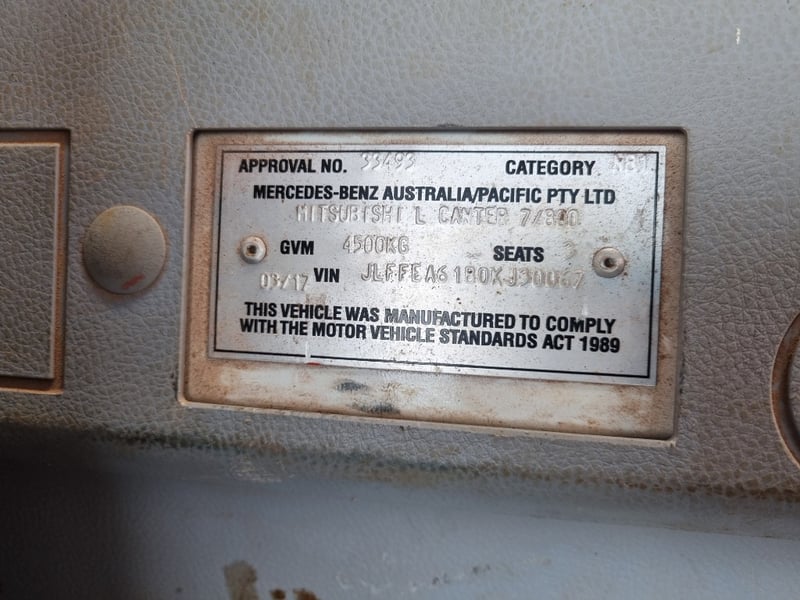 APPROVAL NO. 33493 CATEGORY
MERCEDES-BENZ AUSTRALIA/PACIFIC PTY LTD
MITSUBISHI L CANTER 7/800
GVM 4500KG SEATS 3
03/17 VIN
THIS VEHICLE WAS MANUFACTURED TO COMPLY
WITH THE MOTOR VEHICLE STANDARDS ACT 1989